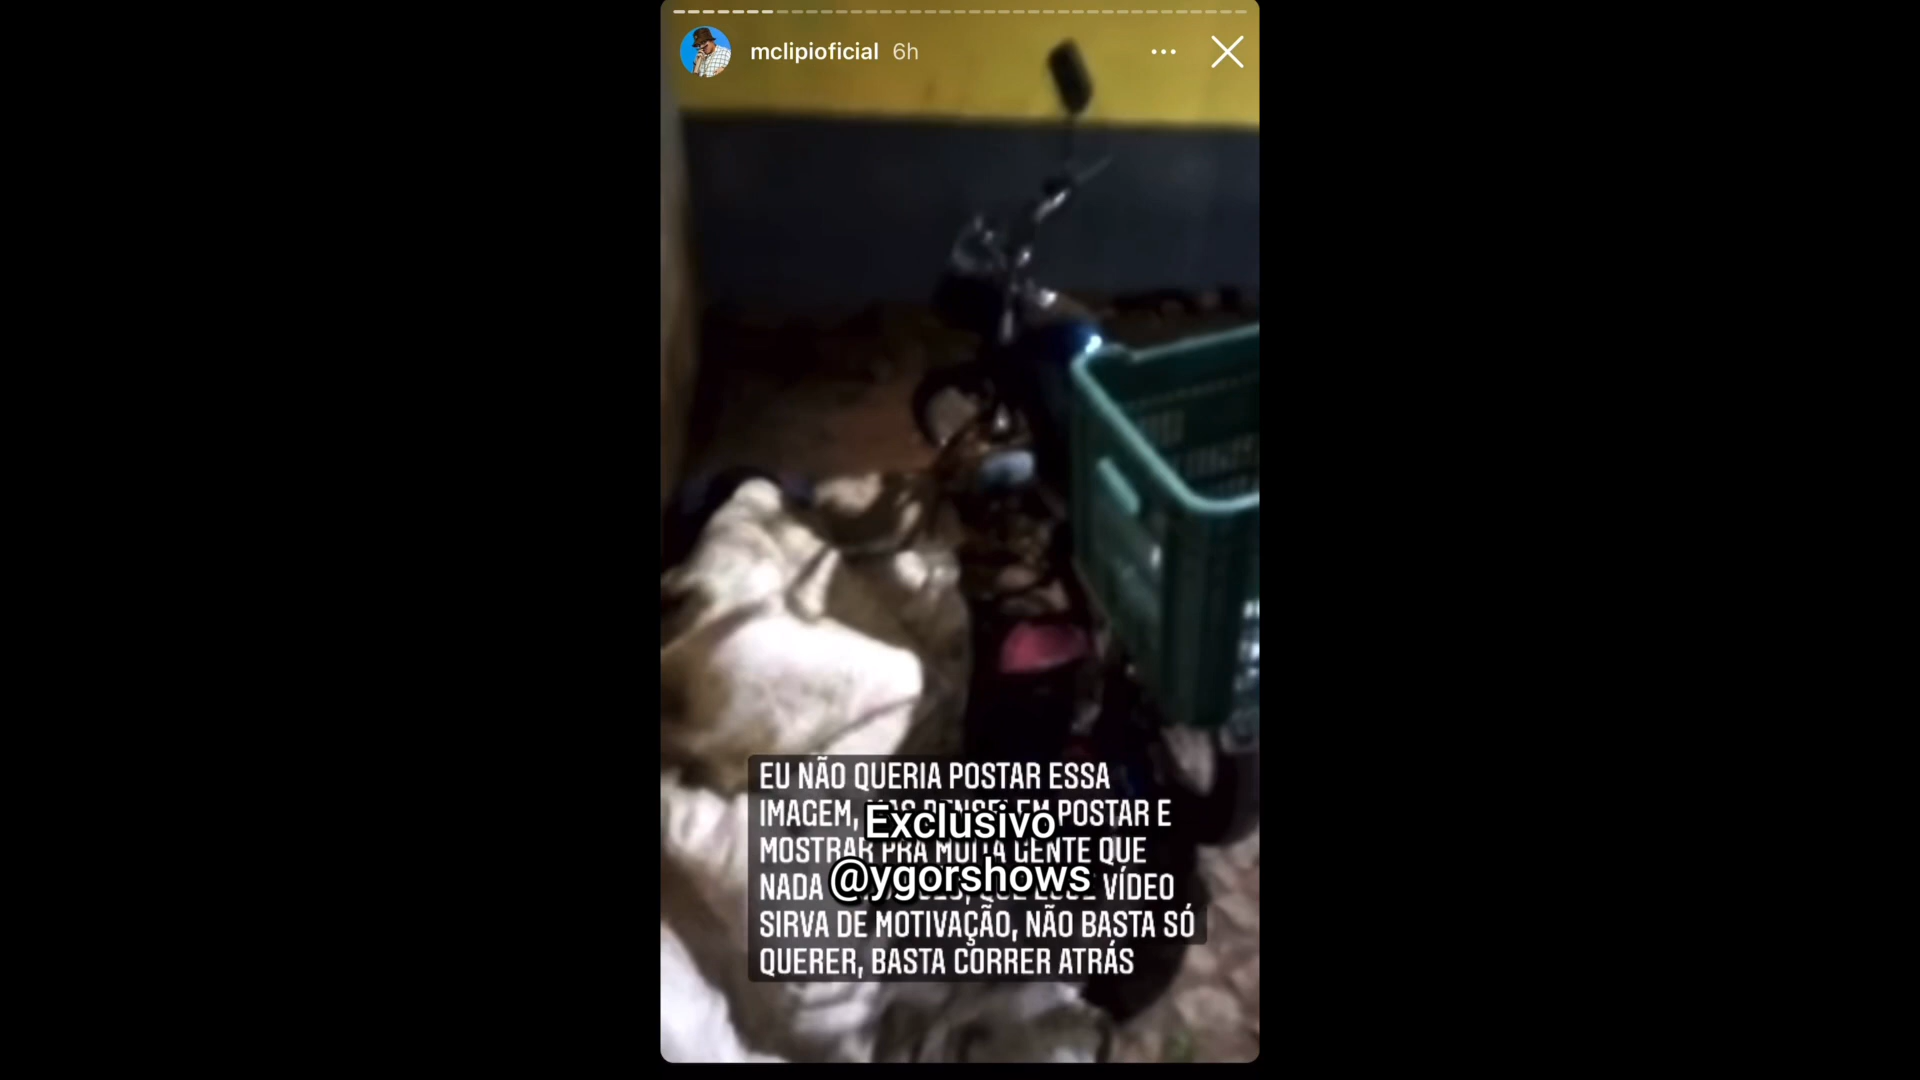 mclipioficial 6h
EU NÃO QUERIA POSTAR ESSA
IMAGEM, POSTAR E
MOSTRAR PRA MUITA GENTE QUE
NADA VÍDEO
SIRVA DE MOTIVAÇÃO, NÃO BASTA SÓ
QUERER, BASTA CORRER ATRÁS
Exclusivo
@ygorshows